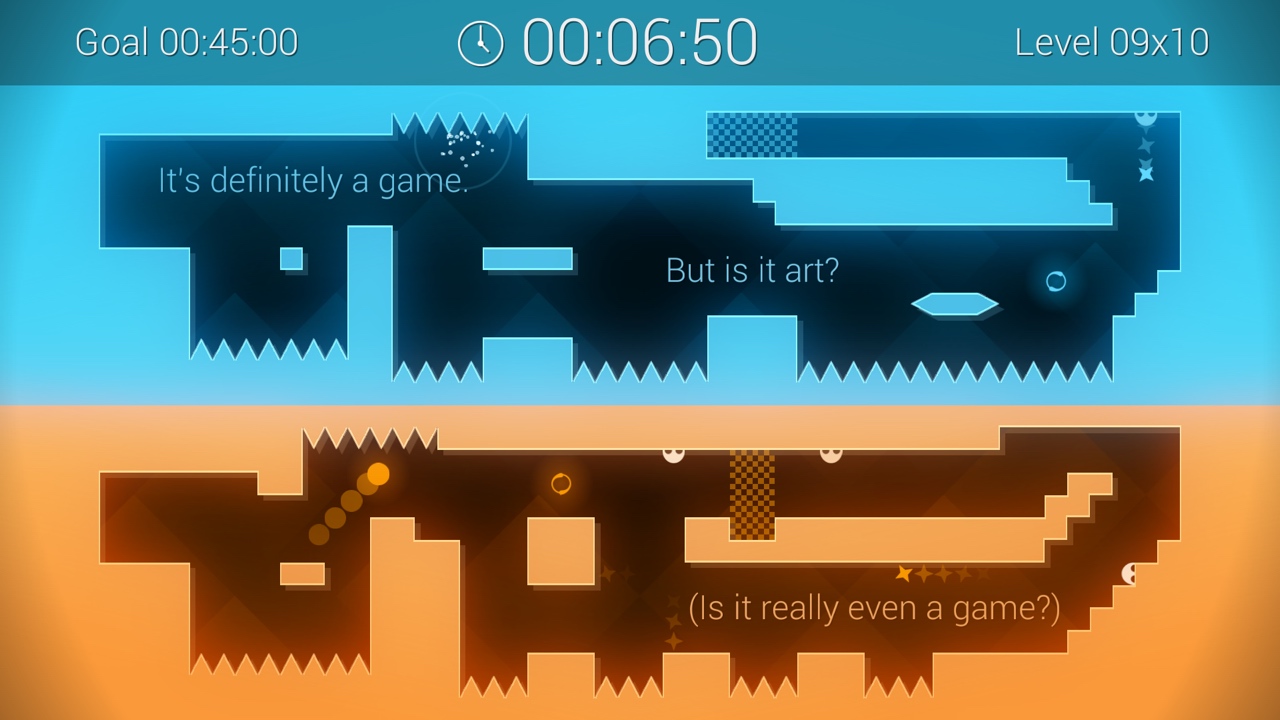 Goal 00:45:00
00:06:50
Level 09x10
It's definitely a game.
But is it art?
(Is it really even a game?)